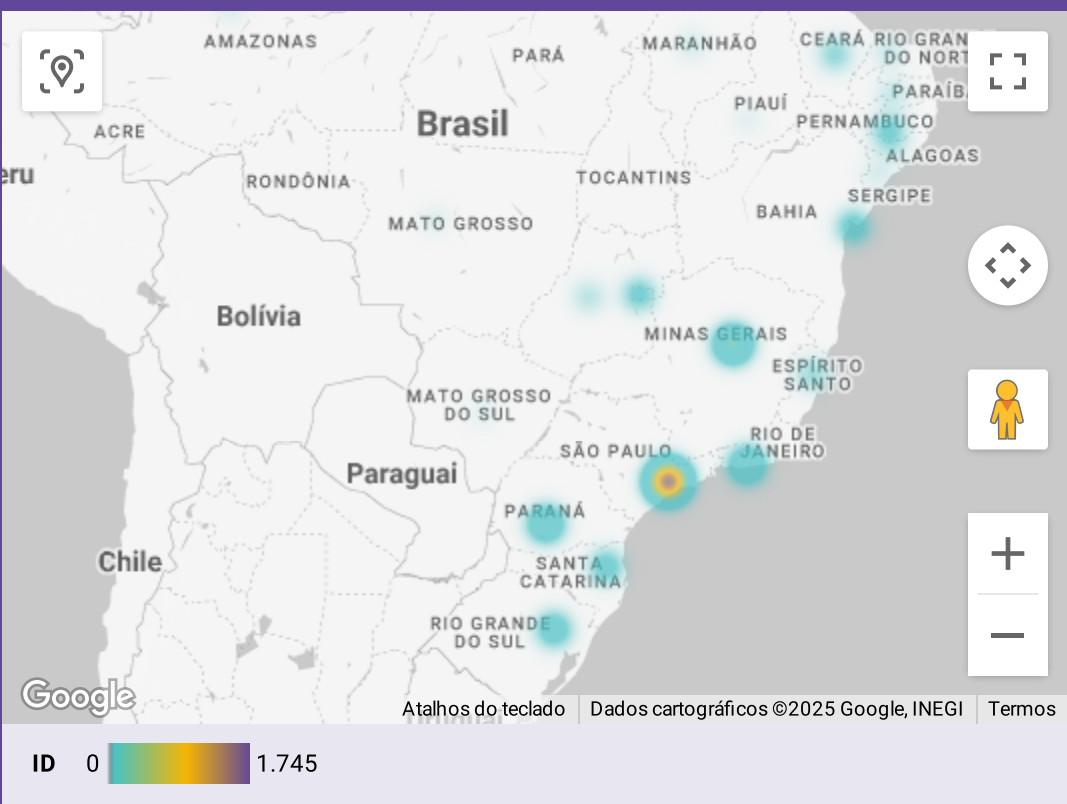 AMAZONAS
PARÁ
MARANHÃO
CEARÁ
RIO GRAN
DO NORT
PARAÍB
PIAUÍ
PERNAMBUCO
Brasil
ACRE
ALAGOAS
eru
RONDÔNIA
TOCANTINS
SERGIPE
MATO GROSSO
BAHIA
Bolívia
MINAS GERAIS
ESPÍRITO
SANTO
MATO GROSSO
DO SUL
RIO DE
JANEIRO
SÃO PAULO
Paraguai
PARANÁ
Chile
SANTA
CATARINA
RIO GRANDE
DO SUL
Google
Uruguai
Atalhos do teclado
Dados cartográficos ©2025 Google, INEGI
Termos
ID 0 1.745